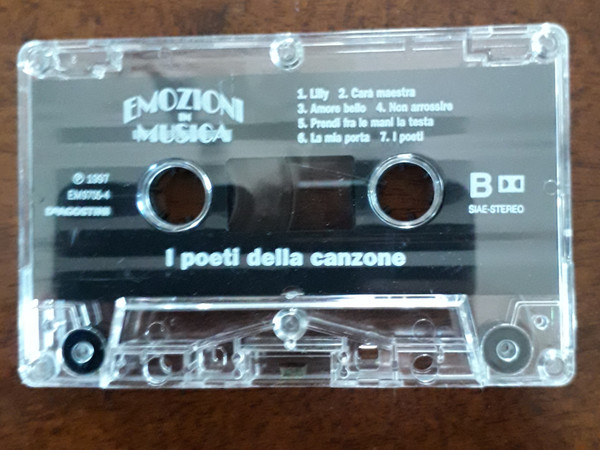 EMOZIONI
IN
MUSICA
1. Lilly 2. Cara maestra
3. Amore bello 4. Non arrossire
5. Prendi fra le mani la testa
6. La mia porta 7. I poeti
℗ 1997
EM9755-4
DEAGOSTINI
B
SIAE-STEREO
I poeti della canzone